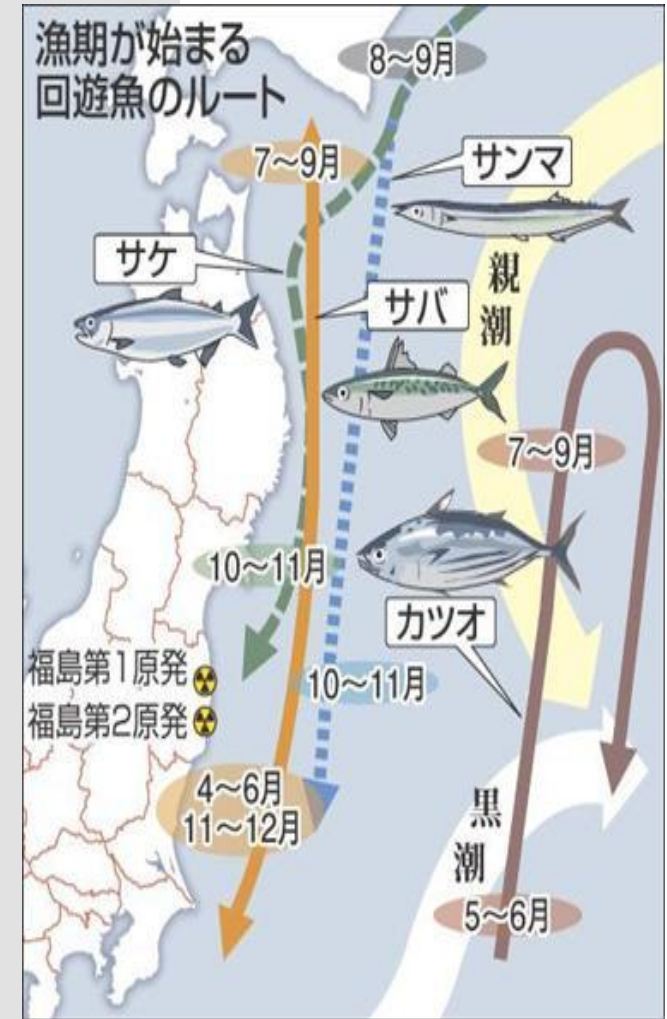 漁期が始まる
回遊魚のルート
8〜9月
7〜9月
サンマ
サケ
親潮
サバ
7〜9月
10〜11月
カツオ
福島第1原発
10〜11月
福島第2原発
4〜6月
11〜12月
黒潮
5〜6月